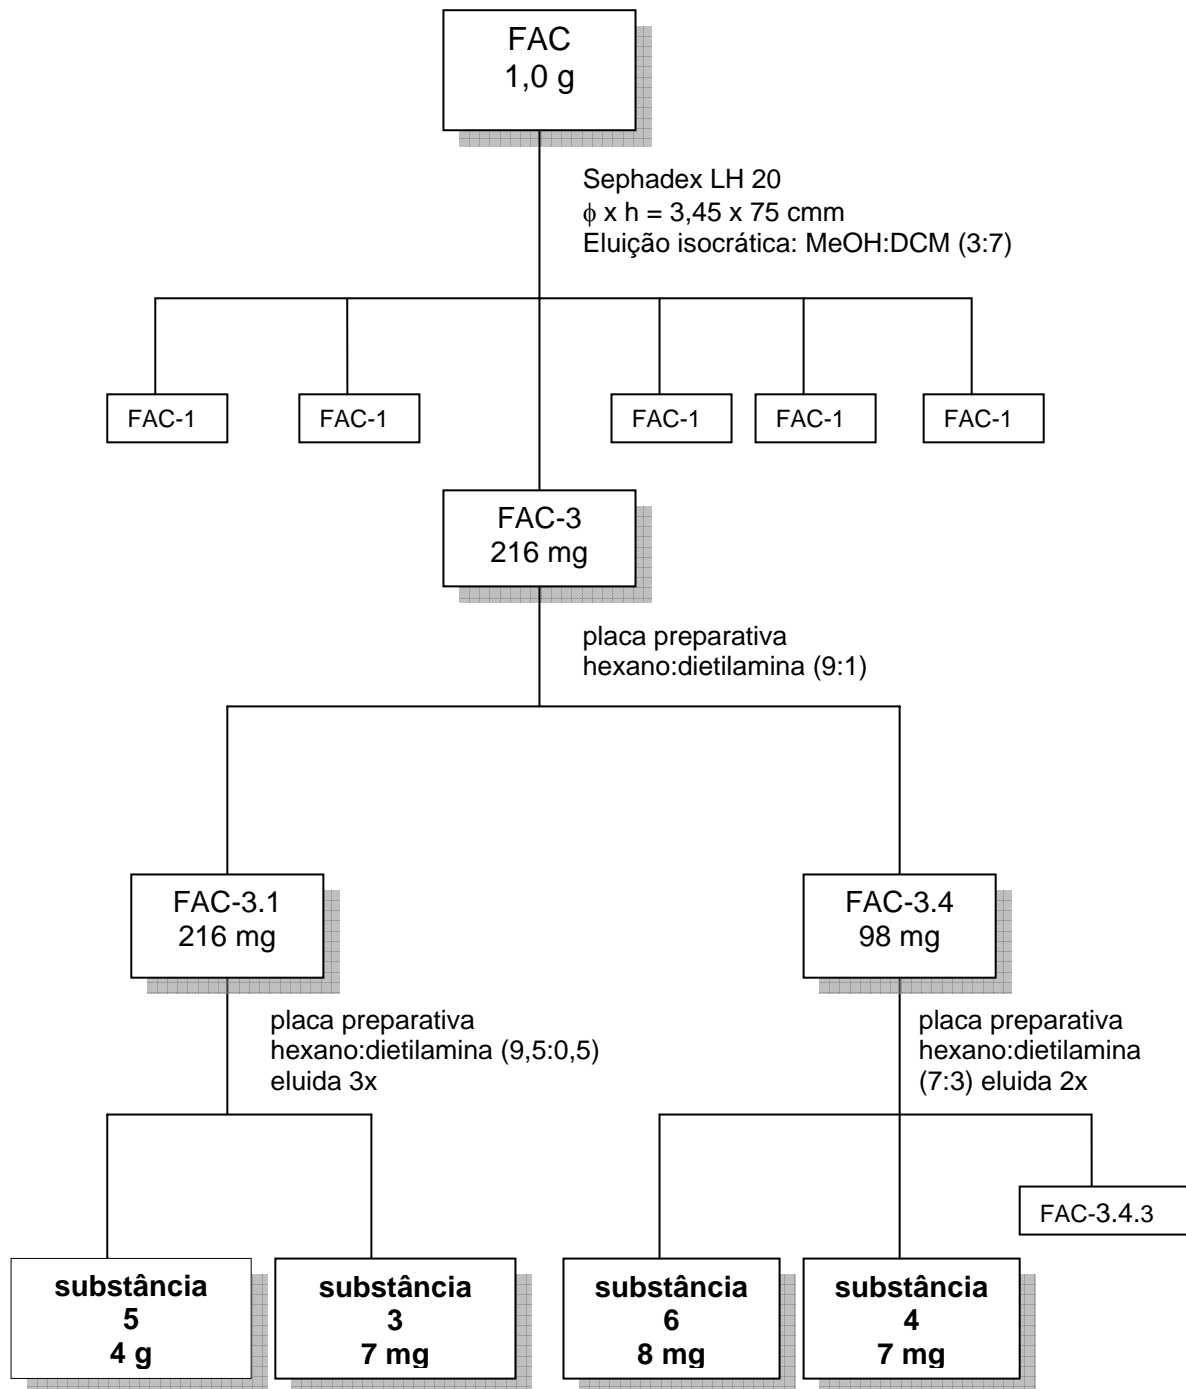 FAC
1,0 g
Sephadex LH 20
ϕ x h = 3,45 x 75 cmm
Eluição isocrática: MeOH:DCM (3:7)
FAC-1
FAC-1
FAC-1
FAC-1
FAC-1
FAC-3
216 mg
placa preparativa
hexano:dietilamina (9:1)
FAC-3.1
216 mg
FAC-3.4
98 mg
placa preparativa
hexano:dietilamina (9,5:0,5)
eluida 3x
placa preparativa
hexano:dietilamina
(7:3) eluida 2x
FAC-3.4.3
substância
5
4 g
substância
3
7 mg
substância
6
8 mg
substância
4
7 mg